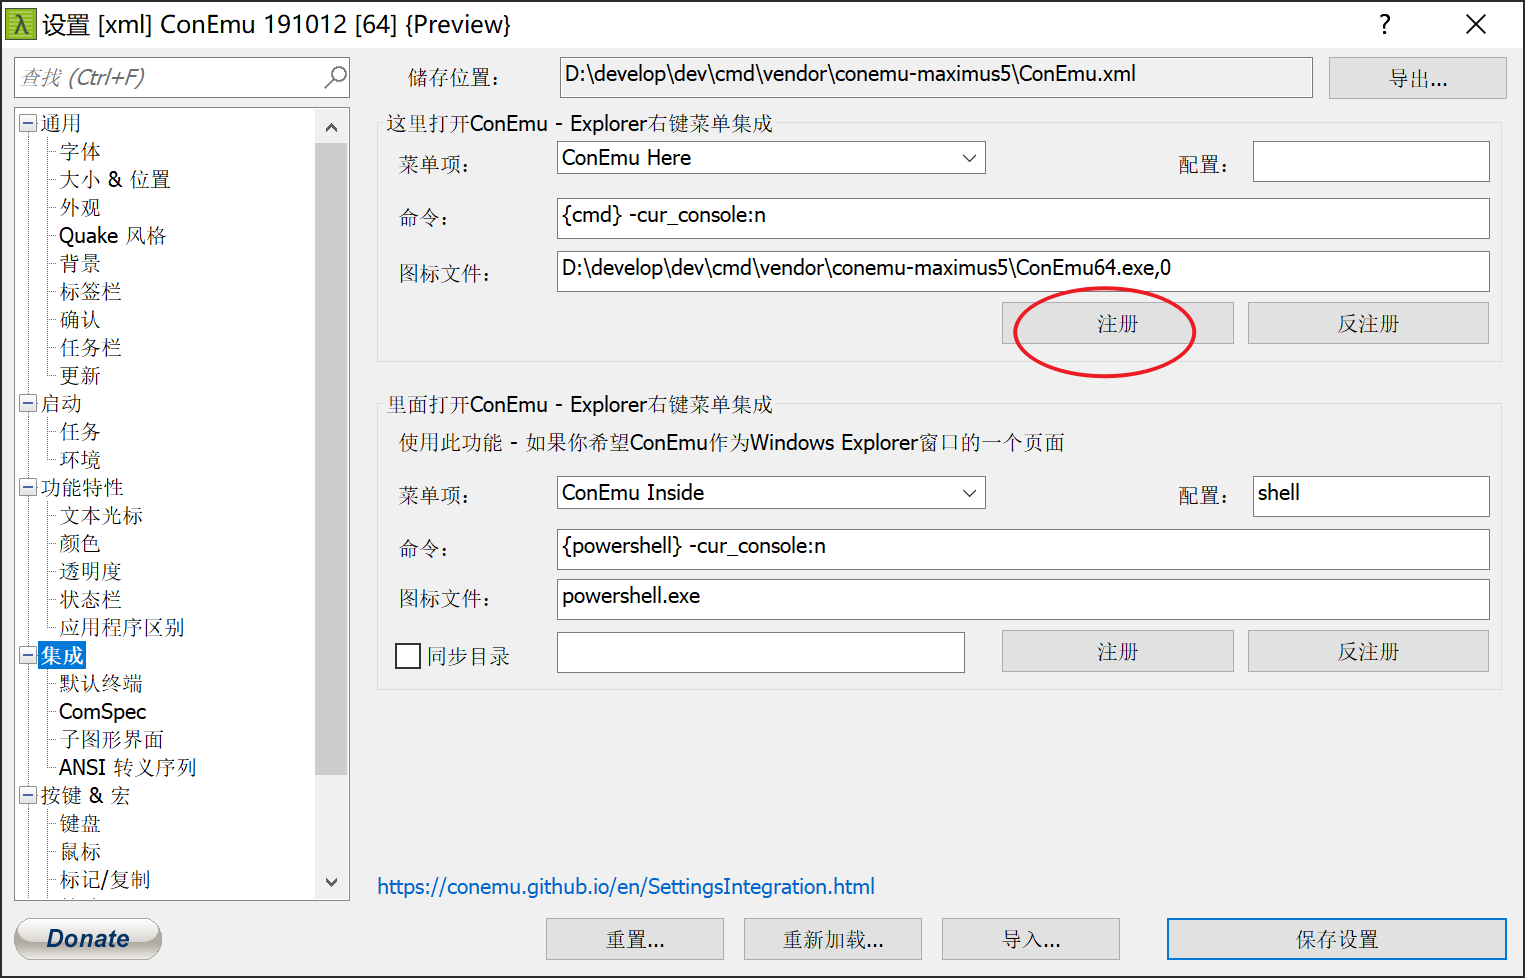 设置 [xml] ConEmu 191012 [64] {Preview}
?
查找 (Ctrl+F)
通用
字体
大小 & 位置
外观
Quake 风格
背景
标签栏
确认
任务栏
更新
启动
任务
环境
功能特性
文本光标
颜色
透明度
状态栏
应用程序区别
集成
默认终端
ComSpec
子图形界面
ANSI 转义序列
按键 & 宏
键盘
鼠标
标记/复制
储存位置：
D:\develop\dev\cmd\vendor\conemu-maximus5\ConEmu.xml
导出...
这里打开ConEmu - Explorer右键菜单集成
菜单项：
ConEmu Here
配置：
命令：
{cmd} -cur_console:n
图标文件：
D:\develop\dev\cmd\vendor\conemu-maximus5\ConEmu64.exe,0
注册
反注册
里面打开ConEmu - Explorer右键菜单集成
使用此功能 - 如果你希望ConEmu作为Windows Explorer窗口的一个页面
菜单项：
ConEmu Inside
配置：
shell
命令：
{powershell} -cur_console:n
图标文件：
powershell.exe
同步目录
注册
反注册
https://conemu.github.io/en/SettingsIntegration.html
Donate
重置...
重新加载...
导入...
保存设置